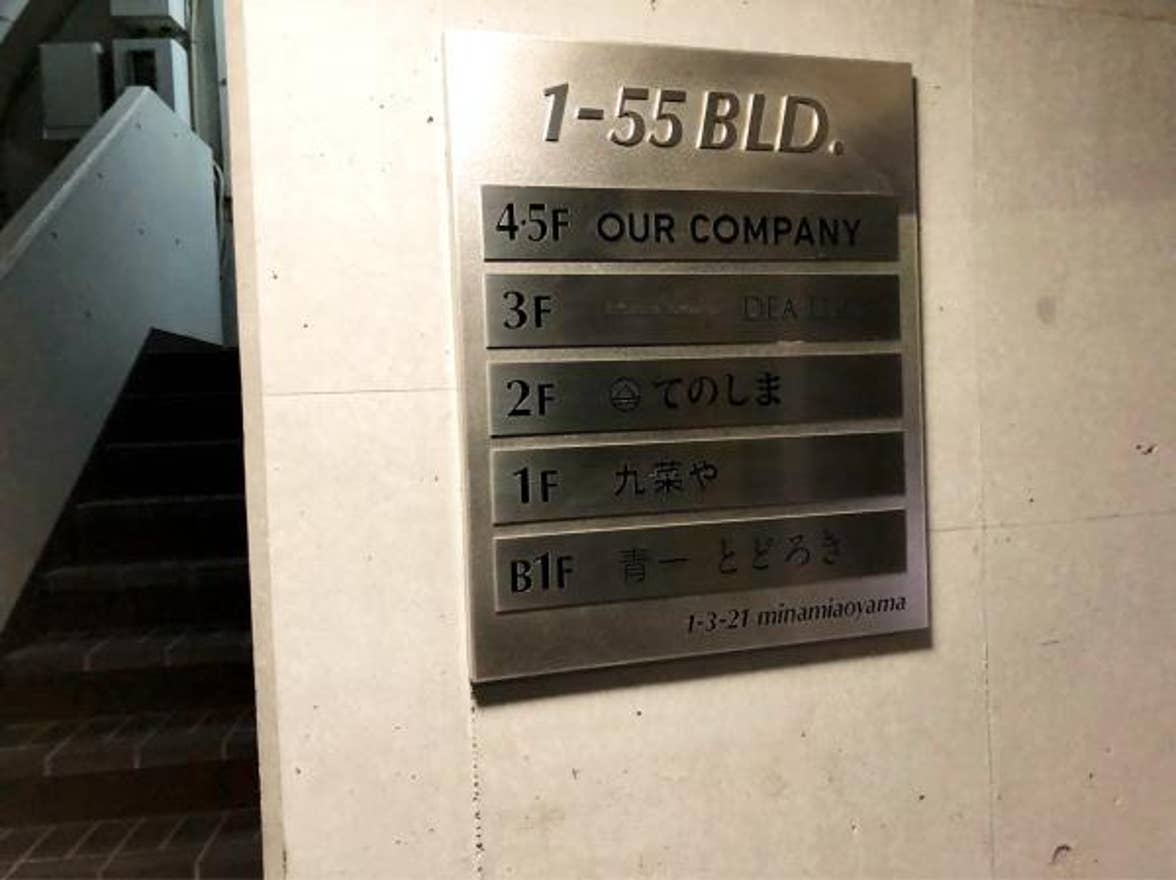 1-55 BLD.
4·5F OUR COMPANY
3F
2F てのしま
1F 九菜や
B1F 青一 とどろき
1-3-21 minamiaoyama